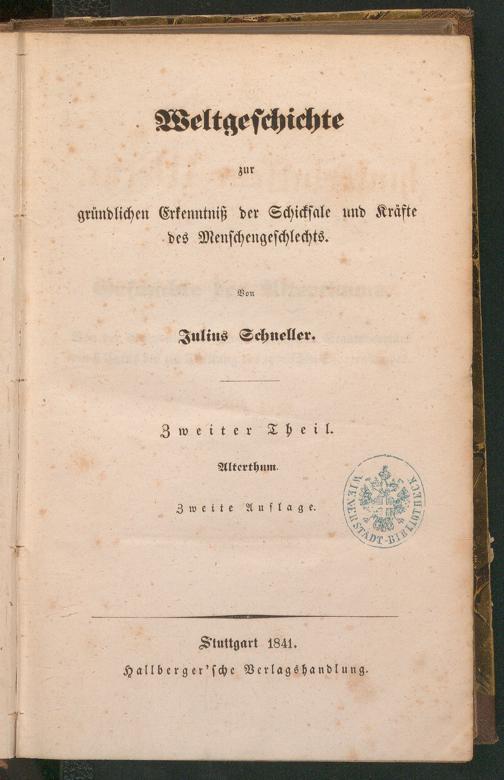 Weltgeschichte
zur
gründlichen Erkenntniß der Schicksale und Kräfte
des Menschengeschlechts.
Von
Julius Schneller.
Zweiter Theil.
Alterthum.
Zweite Auflage.
WIENER STADT-BIBLIOTHECK
Stuttgart 1841.
Hallberger'sche Verlagshandlung.